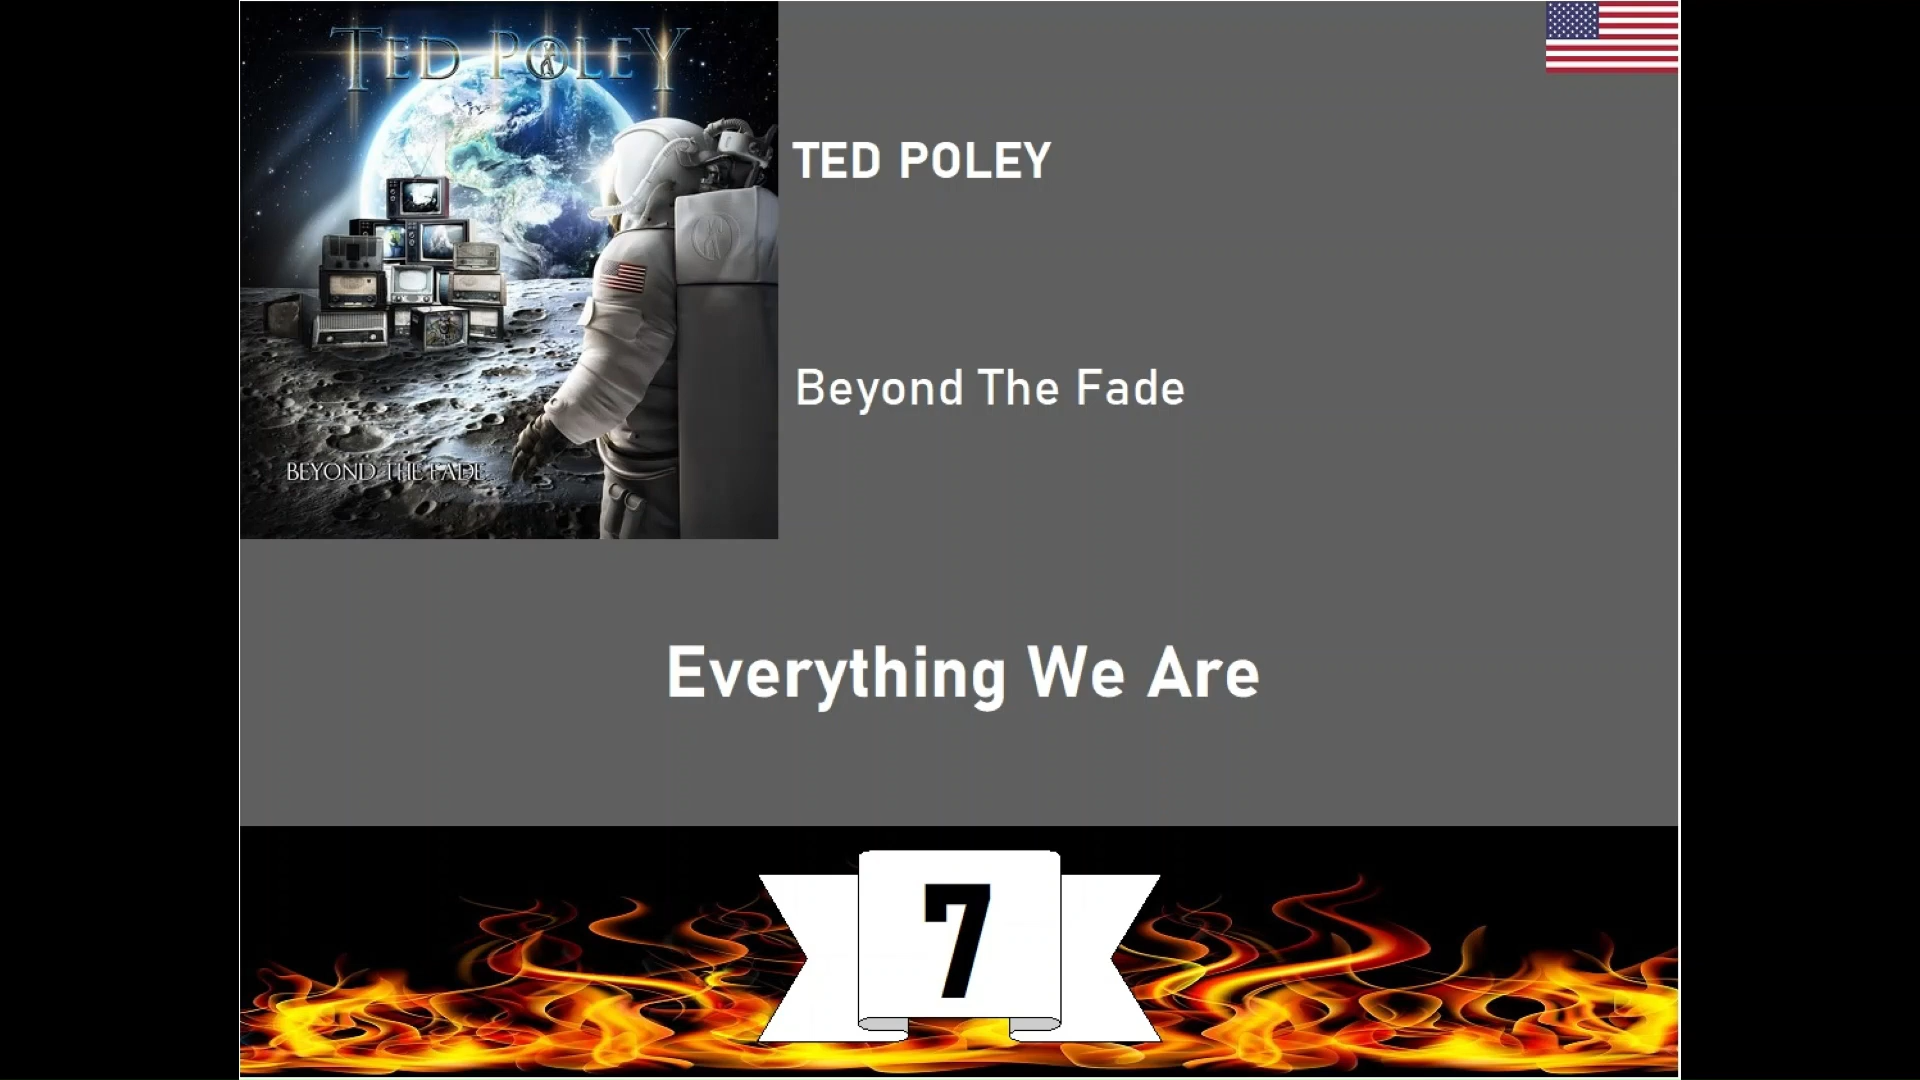 TED POLEY
TED POLEY
Beyond The Fade
BEYOND THE FADE...
Everything We Are
7